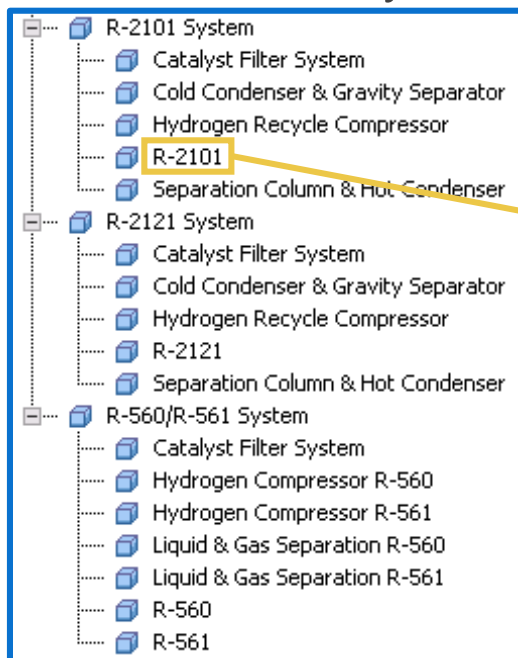 R-2101 System
Catalyst Filter System
Cold Condenser & Gravity Separator
Hydrogen Recycle Compressor
R-2101
Separation Column & Hot Condenser
R-2121 System
Catalyst Filter System
Cold Condenser & Gravity Separator
Hydrogen Recycle Compressor
R-2121
Separation Column & Hot Condenser
R-560/R-561 System
Catalyst Filter System
Hydrogen Compressor R-560
Hydrogen Compressor R-561
Liquid & Gas Separation R-560
Liquid & Gas Separation R-561
R-560
R-561